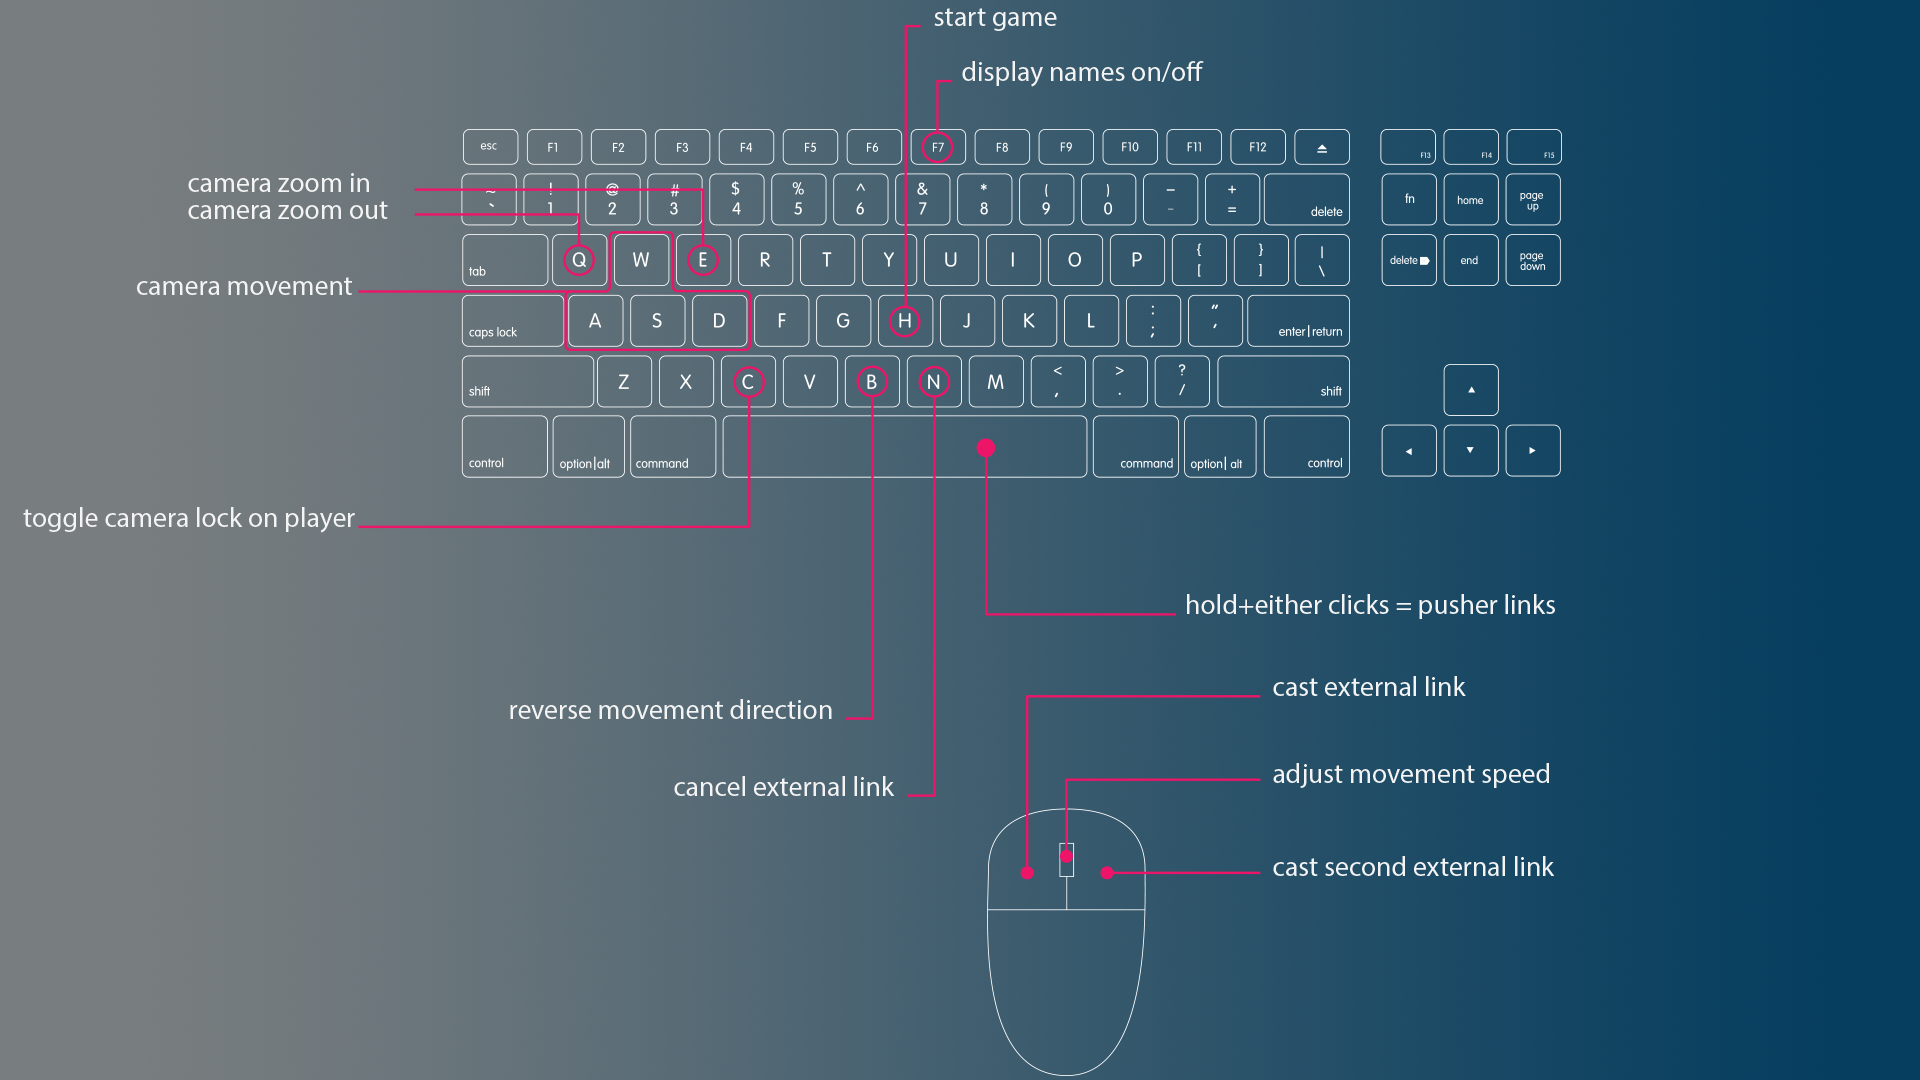 start game
display names on/off
esc F1 F2 F3 F4 F5 F6 F7 F8 F9 F10 F11 F12 F13 F14 F15
camera zoom in
camera zoom out
~ ! @ # $ % ^ & * ( ) – +
` 1 2 3 4 5 6 7 8 9 0 - = delete fn home page up
tab Q W E R T Y U I O P { [ } ] | \ delete end page down
camera movement
caps lock A S D F G H J K L : ; “ ‘ enter|return
shift Z X C V B N M < , > . ? / shift
control option|alt command command option| alt control
toggle camera lock on player
hold+either clicks = pusher links
cast external link
reverse movement direction
adjust movement speed
cancel external link
cast second external link